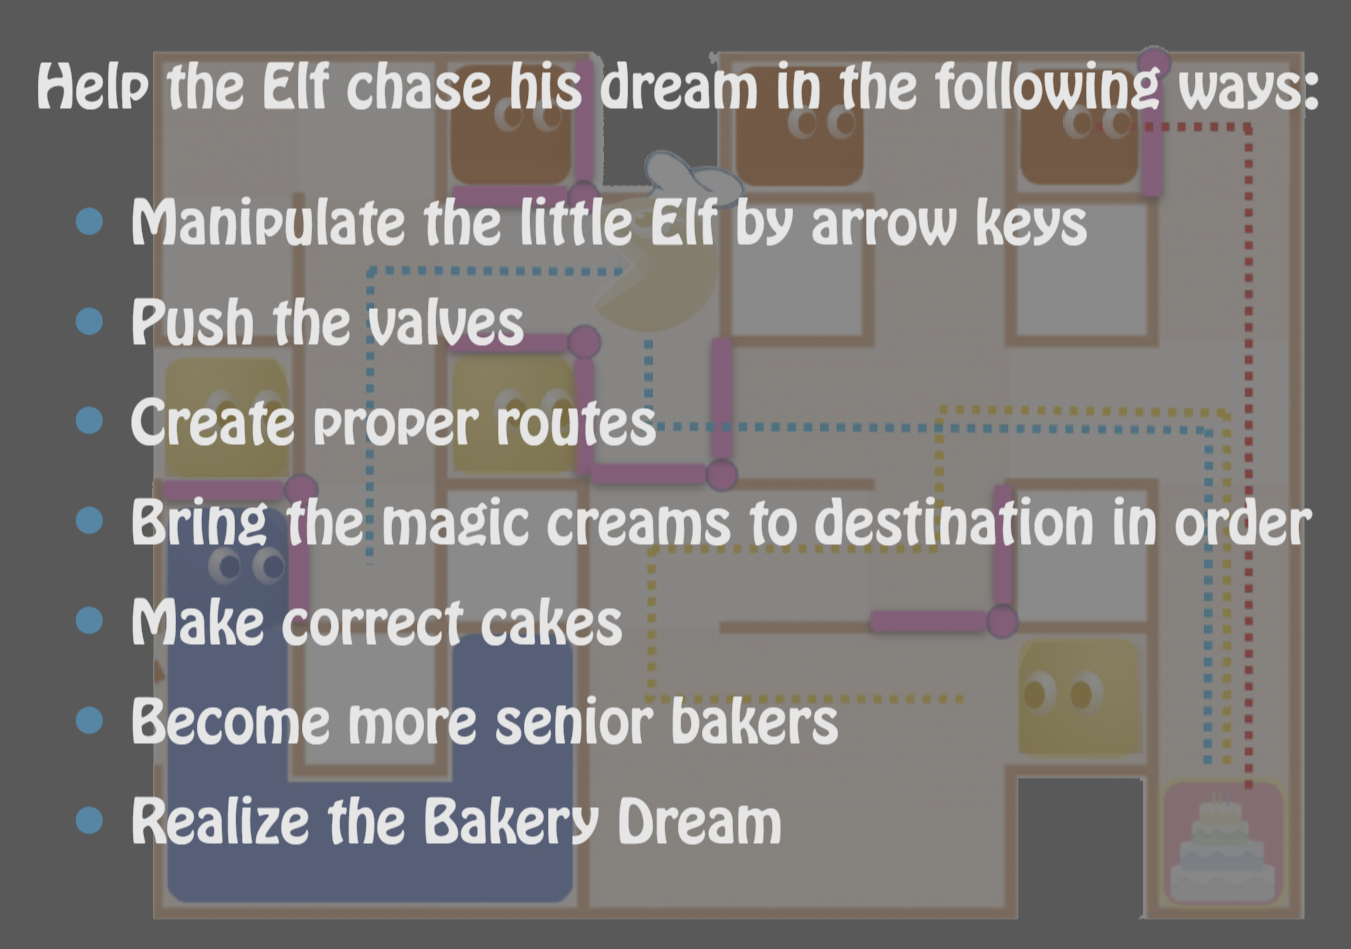 Help the Elf chase his dream in the following ways:
Manipulate the little Elf by arrow keys
Push the valves
Create proper routes
Bring the magic creams to destination in order
Make correct cakes
Become more senior bakers
Realize the Bakery Dream